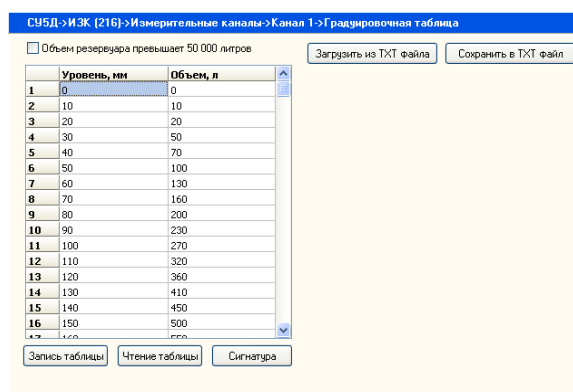 СУ5Д->ИЗК (216)->Измерительные каналы->Канал 1->Градуировочная таблица
Объем резервуара превышает 50 000 литров
Загрузить из TXT файла Сохранить в TXT файл
Уровень, мм Объем, л
1 0 0
2 10 10
3 20 20
4 30 50
5 40 70
6 50 100
7 60 130
8 70 160
9 80 200
10 90 230
11 100 270
12 110 320
13 120 360
14 130 410
15 140 450
16 150 500
17 160 550
Запись таблицы Чтение таблицы Сигнатура